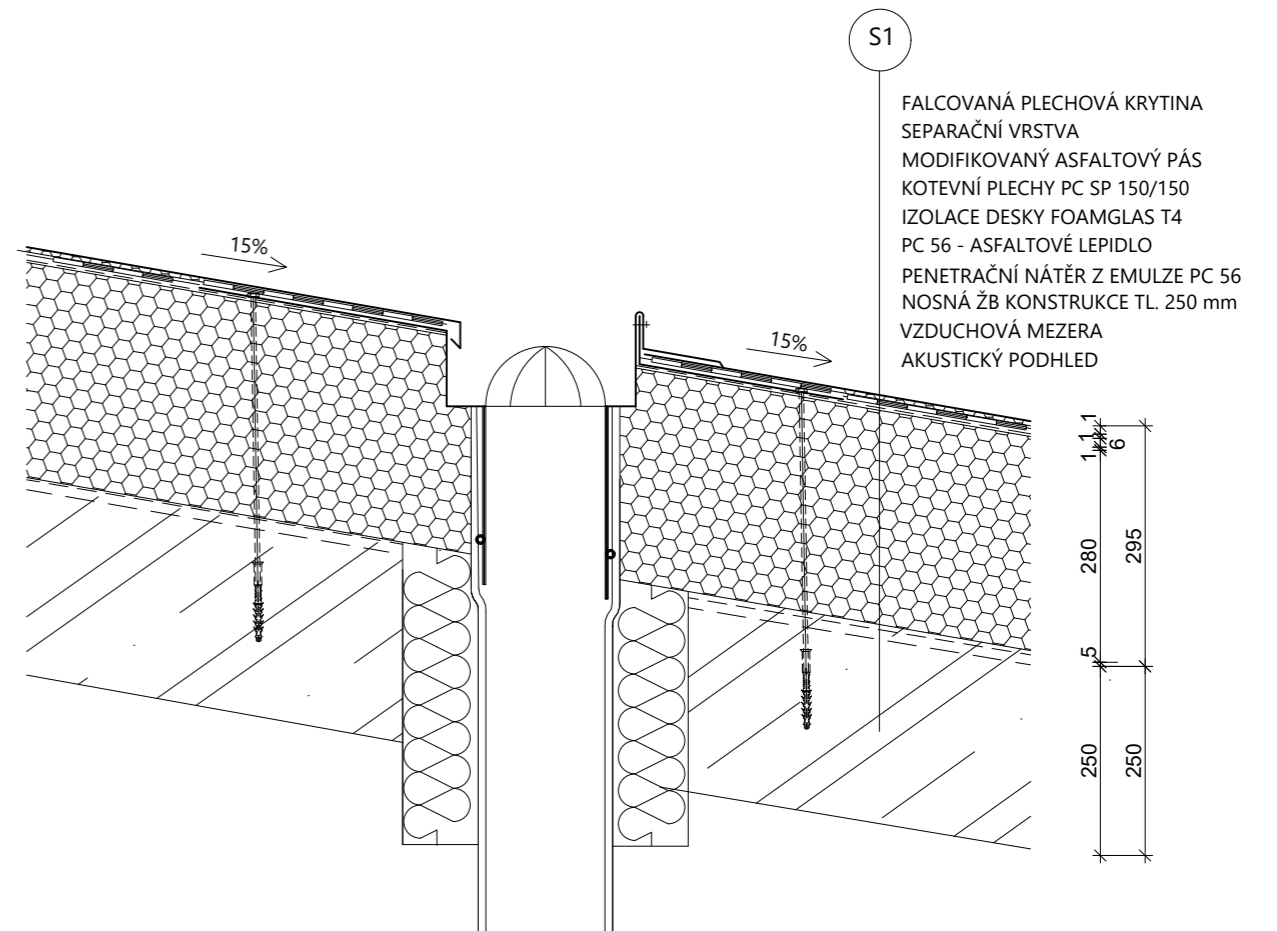 S1
FALCOVANÁ PLECHOVÁ KRYTINA
SEPARAČNÍ VRSTVA
MODIFIKOVANÝ ASFALTOVÝ PÁS
KOTEVNÍ PLECHY PC SP 150/150
IZOLACE DESKY FOAMGLAS T4
PC 56 - ASFALTOVÉ LEPIDLO
PENETRAČNÍ NÁTĚR Z EMULZE PC 56
NOSNÁ ŽB KONSTRUKCE TL. 250 mm
VZDUCHOVÁ MEZERA
AKUSTICKÝ PODHLED
15%
15%
1
1
6
1
280
295
5
250
250